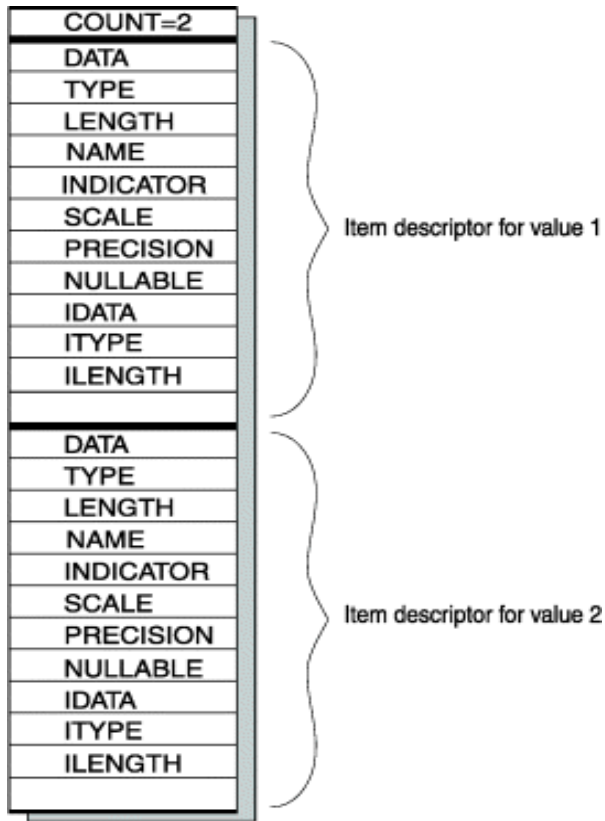 COUNT=2
DATA
TYPE
LENGTH
NAME
INDICATOR
SCALE
PRECISION
NULLABLE
IDATA
ITYPE
ILENGTH
Item descriptor for value 1
DATA
TYPE
LENGTH
NAME
INDICATOR
SCALE
PRECISION
NULLABLE
IDATA
ITYPE
ILENGTH
Item descriptor for value 2